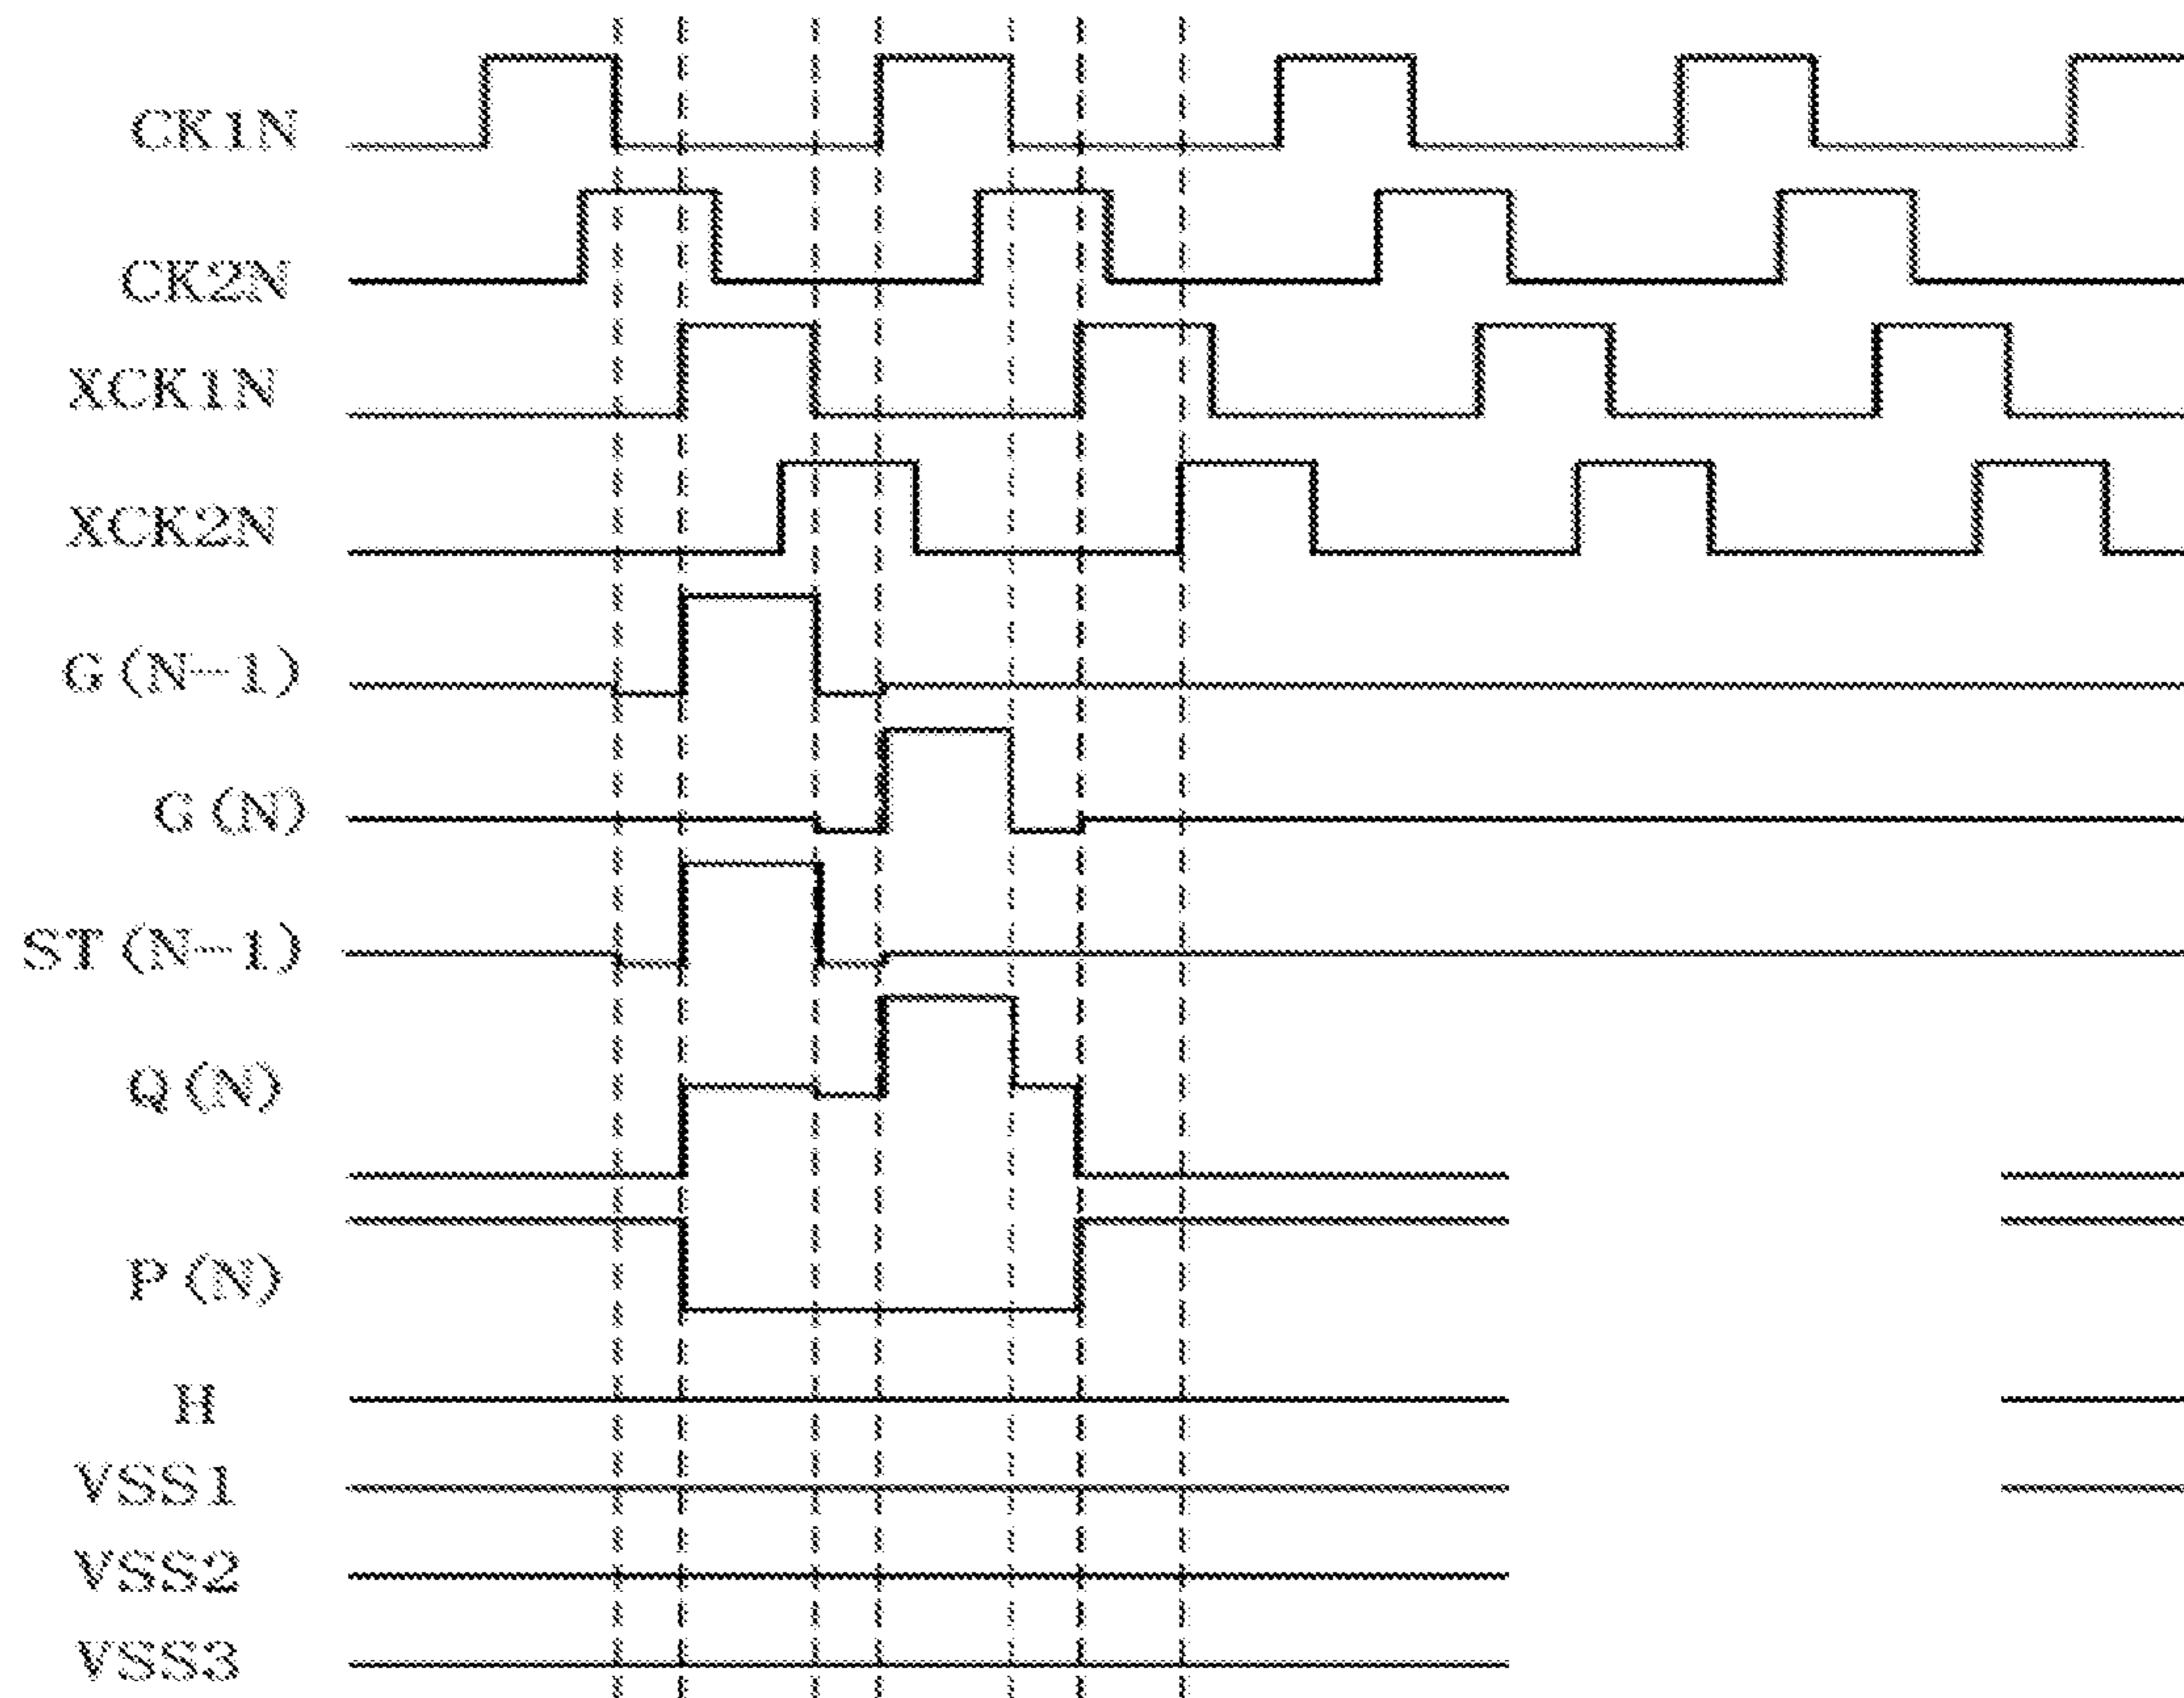 CK1N
CK2N
XCK1N
XCK2N
G(N-1)
G(N)
ST(N-1)
Q(N)
P(N)
H
VSS1
VSS2
VSS3